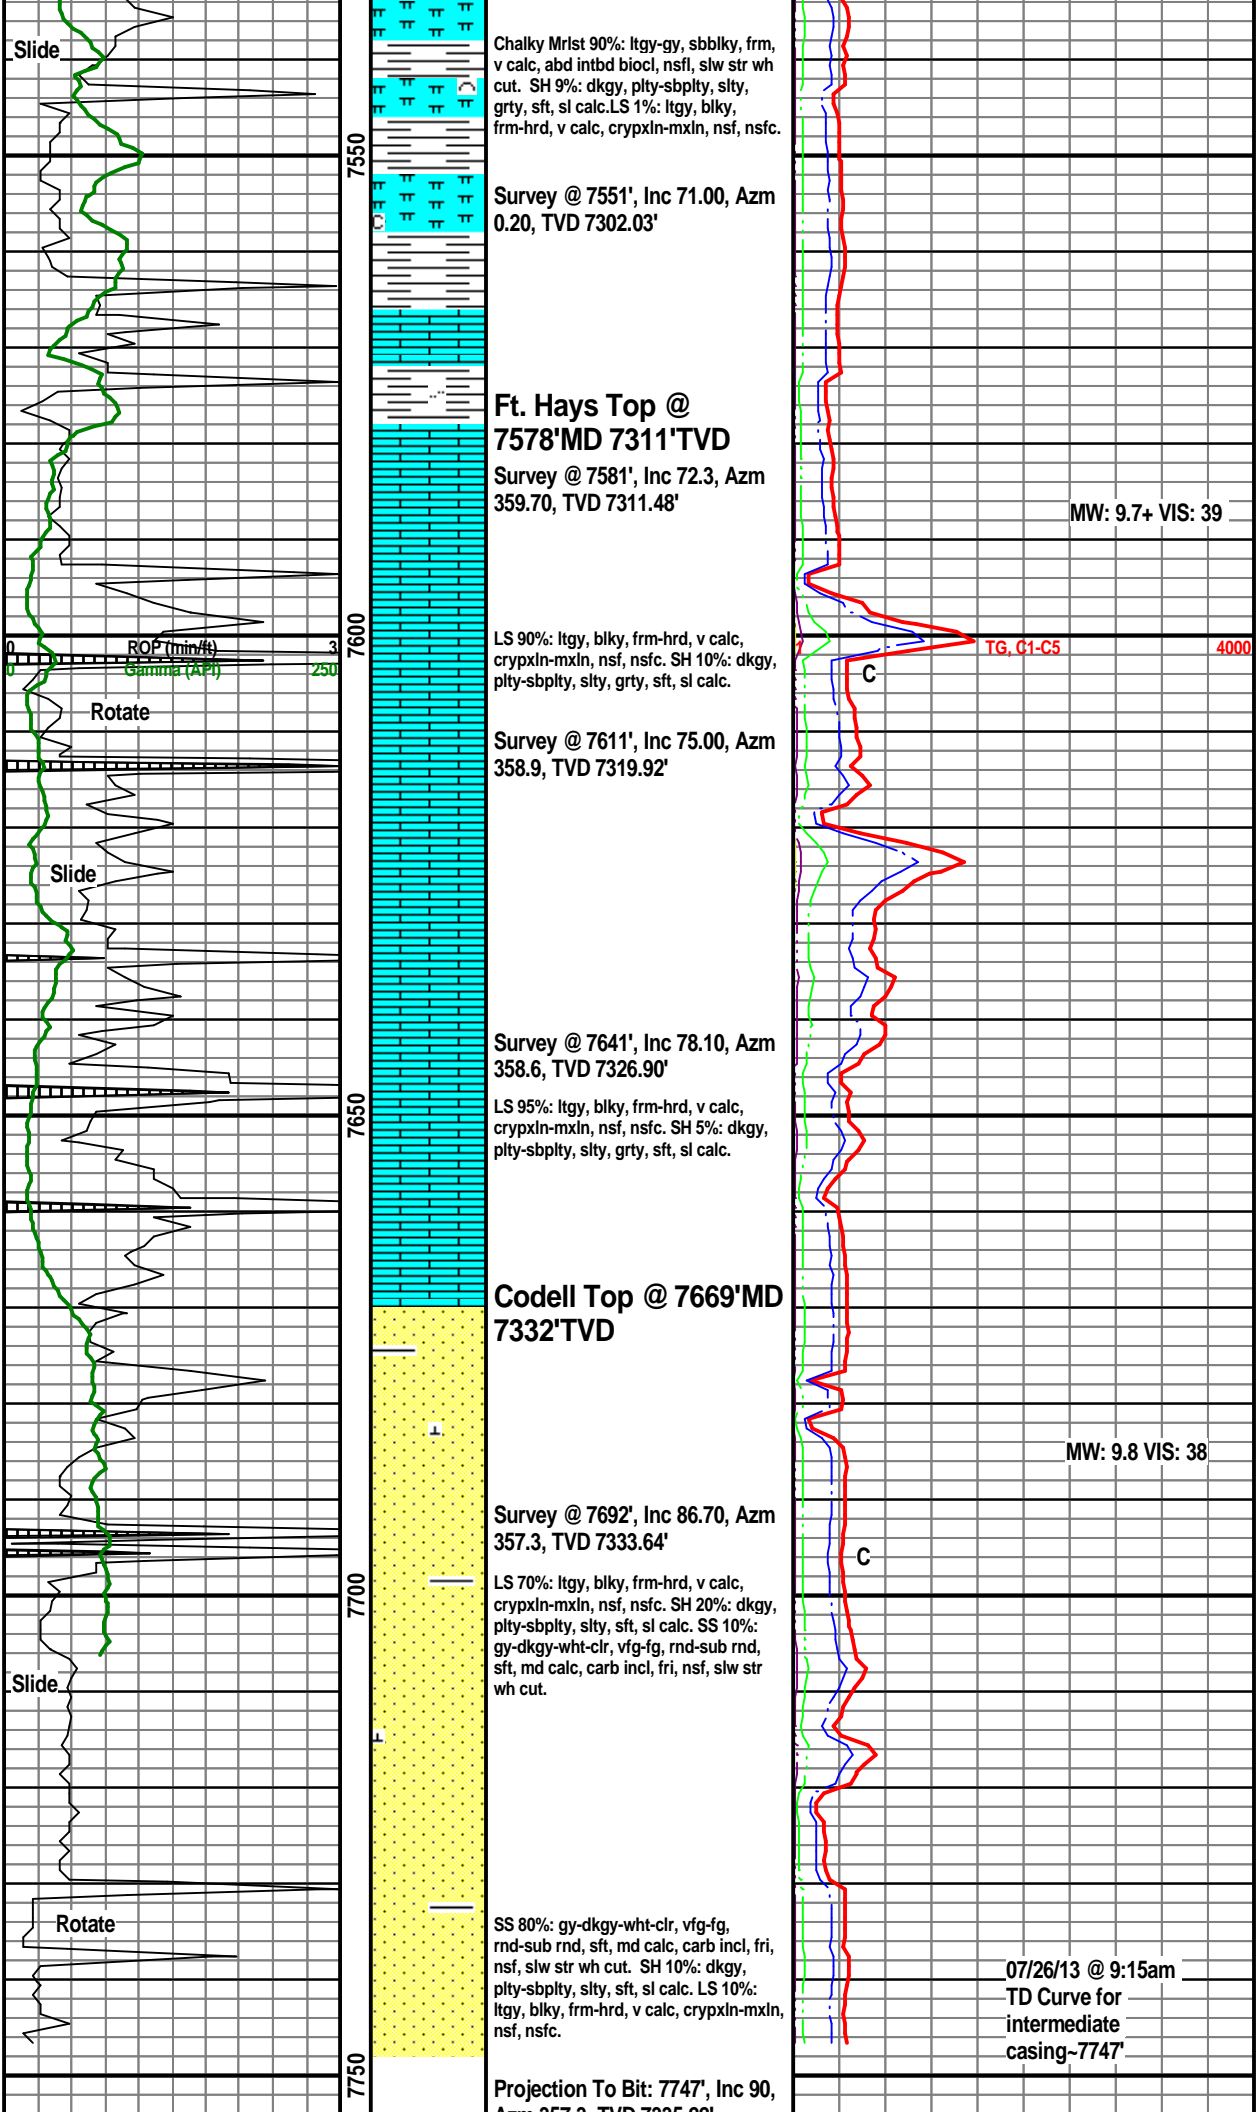 Slide
Chalky Mrlst 90%: ltgy-gy, sbblky, frm,
v calc, abd intbd biocl, nsfl, slw str wh
cut.  SH 9%: dkgy, plty-sbplty, slty,
grty, sft, sl calc.LS 1%: ltgy, blky,
frm-hrd, v calc, crypxln-mxln, nsf, nsfc.
7550
Survey @ 7551', Inc 71.00, Azm
0.20, TVD 7302.03'
C
Ft. Hays Top @
7578'MD 7311'TVD
Survey @ 7581', Inc 72.3, Azm
359.70, TVD 7311.48'
MW: 9.7+ VIS: 39
7600
0 ROP (min/ft) 3
0 Gamma (API) 250
LS 90%: ltgy, blky, frm-hrd, v calc,
crypxln-mxln, nsf, nsfc. SH 10%: dkgy,
plty-sbplty, slty, grty, sft, sl calc.
1 TG, C1-C5 4000
C
Rotate
Survey @ 7611', Inc 75.00, Azm
358.9, TVD 7319.92'
Slide
Survey @ 7641', Inc 78.10, Azm
358.6, TVD 7326.90'
7650
LS 95%: ltgy, blky, frm-hrd, v calc,
crypxln-mxln, nsf, nsfc. SH 5%: dkgy,
plty-sbplty, slty, grty, sft, sl calc.
Codell Top @ 7669'MD
7332'TVD
MW: 9.8 VIS: 38
Survey @ 7692', Inc 86.70, Azm
357.3, TVD 7333.64'
C
7700
LS 70%: ltgy, blky, frm-hrd, v calc,
crypxln-mxln, nsf, nsfc. SH 20%: dkgy,
plty-sbplty, slty, sft, sl calc. SS 10%:
gy-dkgy-wht-clr, vfg-fg, rnd-sub rnd,
sft, md calc, carb incl, fri, nsf, slw str
wh cut.
Slide
Rotate
SS 80%: gy-dkgy-wht-clr, vfg-fg,
rnd-sub rnd, sft, md calc, carb incl, fri,
nsf, slw str wh cut.  SH 10%: dkgy,
plty-sbplty, slty, sft, sl calc. LS 10%:
ltgy, blky, frm-hrd, v calc, crypxln-mxln,
nsf, nsfc.
07/26/13 @ 9:15am
TD Curve for
intermediate
casing~7747'
7750
Projection To Bit: 7747', Inc 90,